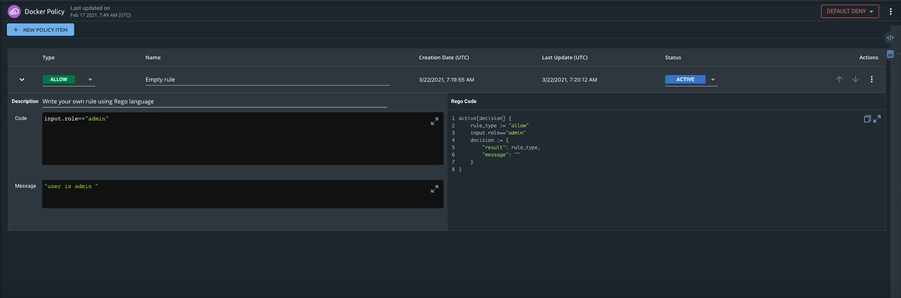 Docker Policy
Last updated on
Feb 17 2021, 7:49 AM (UTC)
DEFAULT DENY
+ NEW POLICY ITEM
Type Name Creation Date (UTC) Last Update (UTC) Status Actions
ALLOW Empty rule 3/22/2021, 7:19:55 AM 3/22/2021, 7:20:12 AM ACTIVE
Description Write your own rule using Rego language
Code
input.role=="admin"
Message
"user is admin "
Rego Code
1 active[decision] {
2 rule_type := "allow"
3 input.role=="admin"
4 decision := {
5 "result": rule_type,
6 "message": ""
7 }
8 }